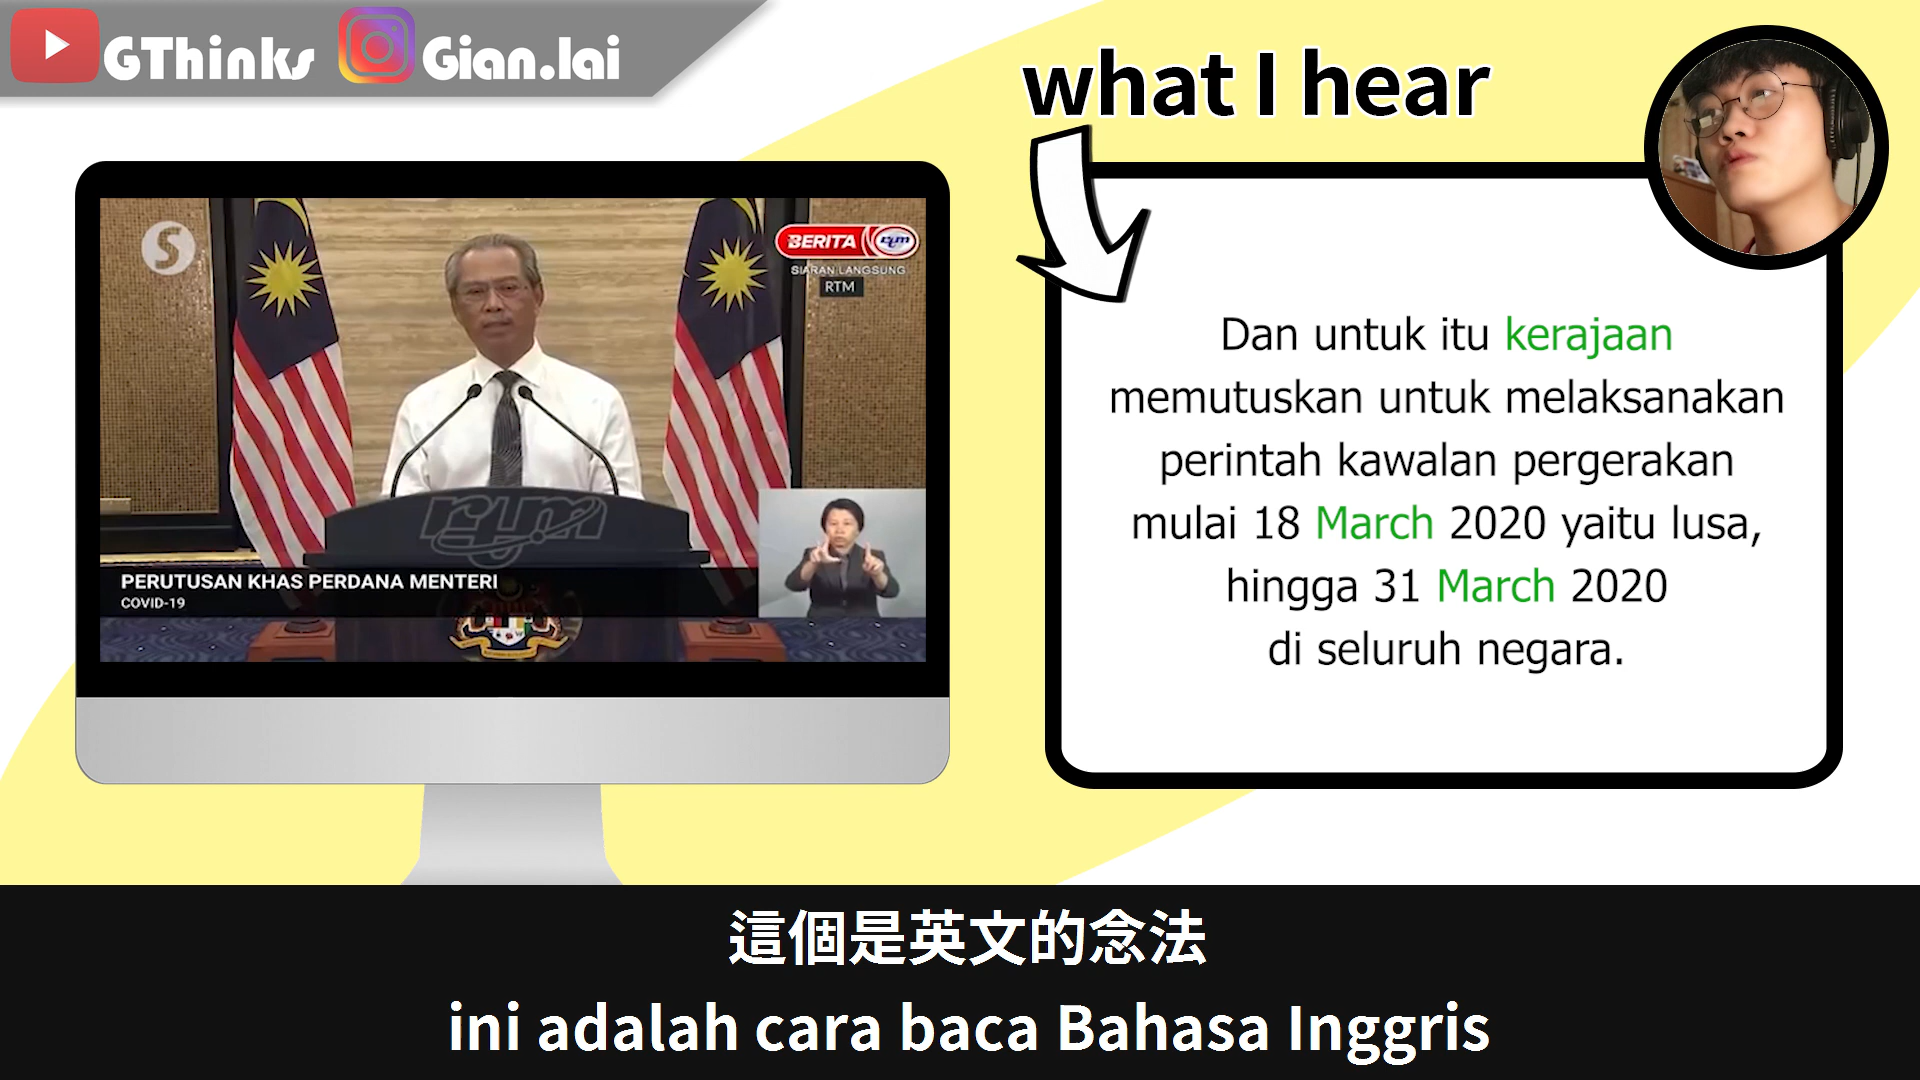 GThinks
Gian.lai
what I hear
S
BERITA rtm
SIARAN LANGSUNG
RTM
rtm
PERUTUSAN KHAS PERDANA MENTERI
COVID-19
Dan untuk itu kerajaan
memutuskan untuk melaksanakan
perintah kawalan pergerakan
mulai 18 March 2020 yaitu lusa,
hingga 31 March 2020
di seluruh negara.
這個是英文的念法
ini adalah cara baca Bahasa Inggris